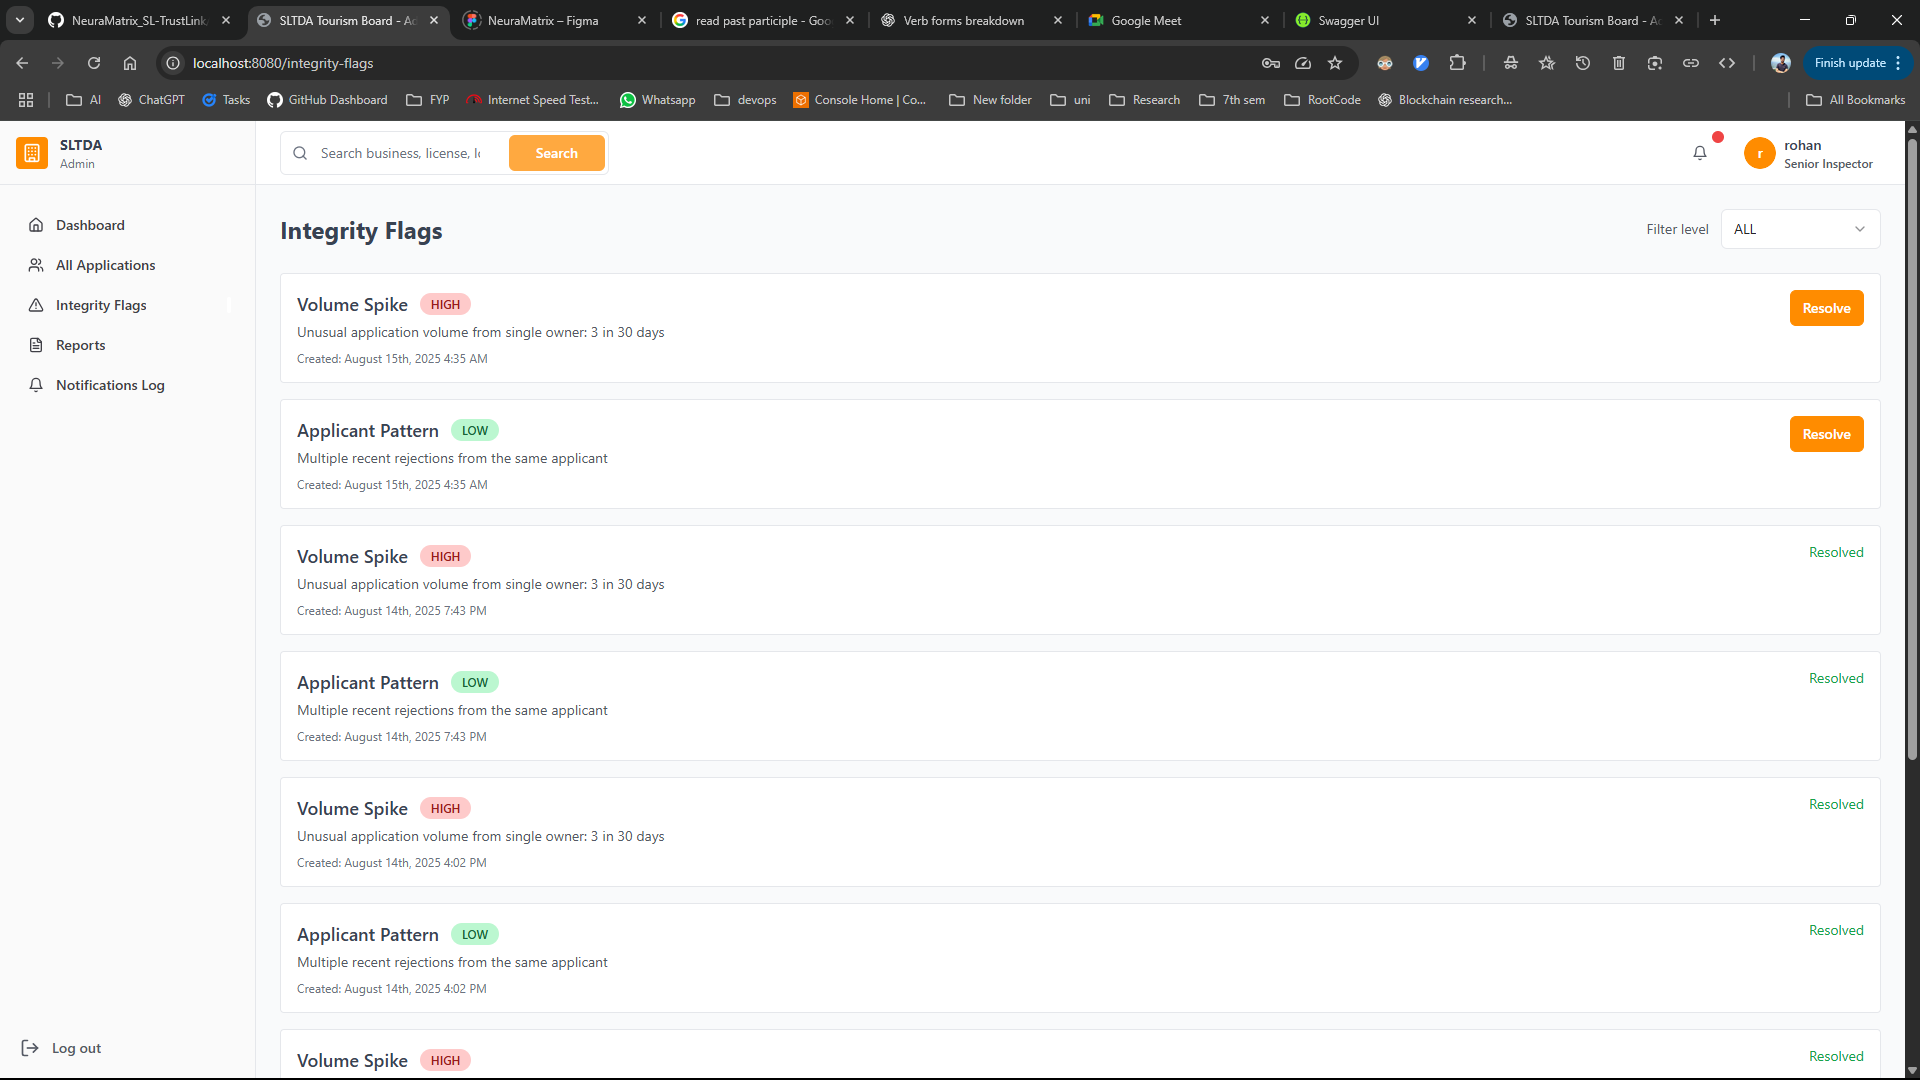 NeuraMatrix_SL-TrustLink
SLTDA Tourism Board - Ad
NeuraMatrix – Figma
read past participle - Goo
Verb forms breakdown
Google Meet
Swagger UI
SLTDA Tourism Board - Ad
localhost:8080/integrity-flags
Finish update
AI
ChatGPT
Tasks
GitHub Dashboard
FYP
Internet Speed Test...
Whatsapp
devops
Console Home | Co...
New folder
uni
Research
7th sem
RootCode
Blockchain research...
All Bookmarks
SLTDA
Admin
Search business, license, lo
Search
r
rohan
Senior Inspector
Dashboard
All Applications
Integrity Flags
Reports
Notifications Log
Log out
Integrity Flags
Filter level
ALL
Volume Spike HIGH
Resolve
Unusual application volume from single owner: 3 in 30 days
Created: August 15th, 2025 4:35 AM
Applicant Pattern LOW
Resolve
Multiple recent rejections from the same applicant
Created: August 15th, 2025 4:35 AM
Volume Spike HIGH
Resolved
Unusual application volume from single owner: 3 in 30 days
Created: August 14th, 2025 7:43 PM
Applicant Pattern LOW
Resolved
Multiple recent rejections from the same applicant
Created: August 14th, 2025 7:43 PM
Volume Spike HIGH
Resolved
Unusual application volume from single owner: 3 in 30 days
Created: August 14th, 2025 4:02 PM
Applicant Pattern LOW
Resolved
Multiple recent rejections from the same applicant
Created: August 14th, 2025 4:02 PM
Volume Spike HIGH
Resolved